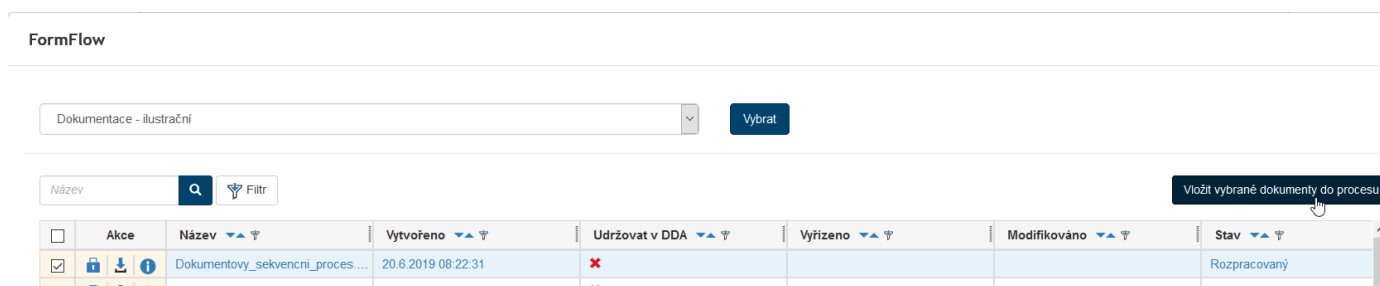 FormFlow
Dokumentace - ilustrační
Vybrat
Název
Filtr
Vložit vybrané dokumenty do procesu
Akce Název Vytvořeno Udržovat v DDA Vyřízeno Modifikováno Stav
Dokumentovy_sekvencni_proces.... 20.6.2019 08:22:31 Rozpracovaný